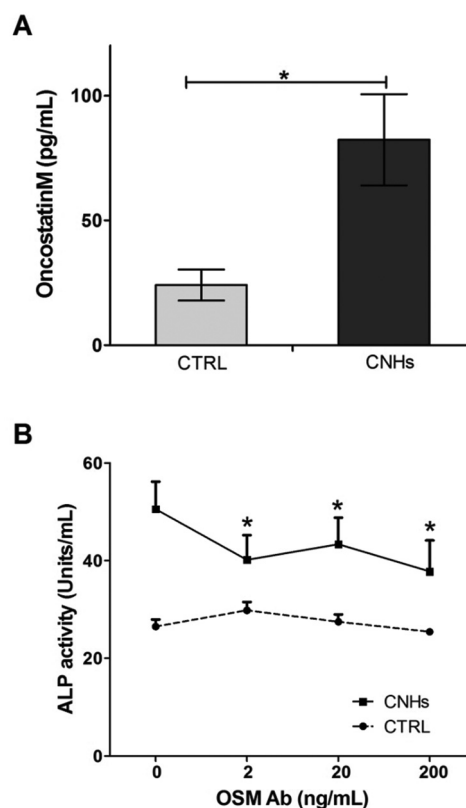 A
OncostatinM (pg/mL)
100
50
0
*
CTRL CNHs
B
ALP activity (Units/mL)
60
40
20
0
* * *
CNHs
CTRL
0 2 20 200
OSM Ab (ng/mL)